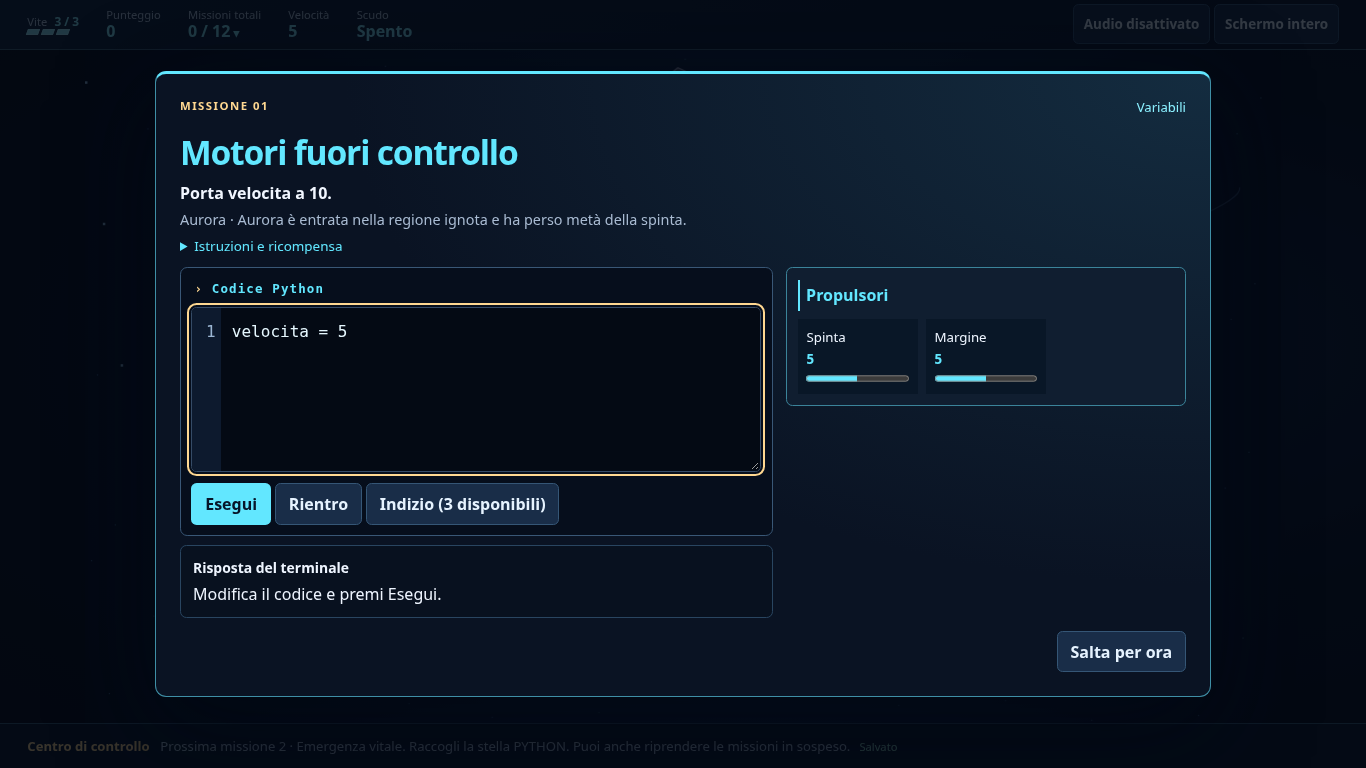 Vite 3 / 3
Punteggio
0
Missioni totali
0 / 12 ▾
Velocità
5
Scudo
Spento
Audio disattivato
Schermo intero
MISSIONE 01
Variabili
Motori fuori controllo
Porta velocita a 10.
Aurora · Aurora è entrata nella regione ignota e ha perso metà della spinta.
▶ Istruzioni e ricompensa
› Codice Python
1 velocita = 5
Esegui
Rientro
Indizio (3 disponibili)
Propulsori
Spinta
5
Margine
5
Risposta del terminale
Modifica il codice e premi Esegui.
Salta per ora
Centro di controllo Prossima missione 2 · Emergenza vitale. Raccogli la stella PYTHON. Puoi anche riprendere le missioni in sospeso. Salvato